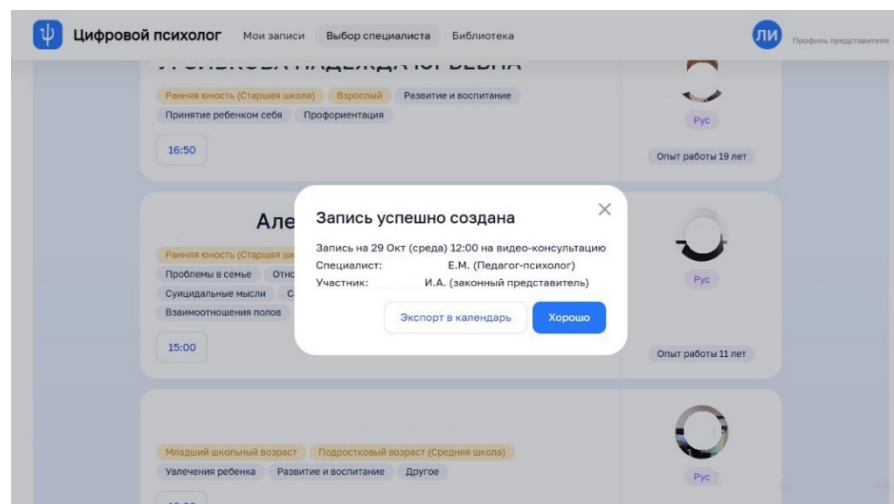 Цифровой психолог Мои записи Выбор специалиста Библиотека ЛИ Профиль представителя
Ранняя юность (Старшая школа) Взрослый Развитие и воспитание
Принятие ребенком себя Профориентация
Рус
16:50
Опыт работы 19 лет
Запись успешно создана
Запись на 29 Окт (среда) 12:00 на видео-консультацию
Специалист: Е.М. (Педагог-психолог)
Участник: И.А. (законный представитель)
Экспорт в календарь Хорошо
Але
Ранняя юность (Старшая
Проблемы в семье
Суицидальные мысли
Взаимоотношения полов
Рус
15:00
Опыт работы 11 лет
Младший школьный возраст Подростковый возраст (Средняя школа)
Увлечения ребенка Развитие и воспитание Другое
Рус